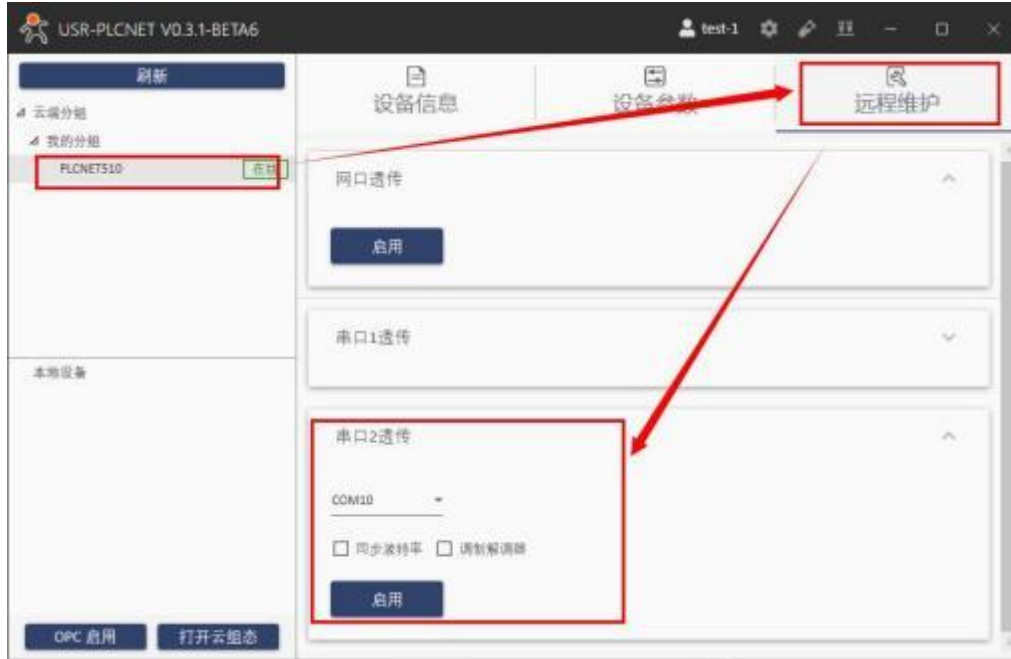 USR-PLCNET V0.3.1-BETA6
test-1
刷新
云端分组
我的分组
PLCNET510
在线
本地设备
OPC 启用
打开云组态
设备信息
设备参数
远程维护
网口透传
启用
串口1透传
串口2透传
COM10
同步波特率
调制解调器
启用